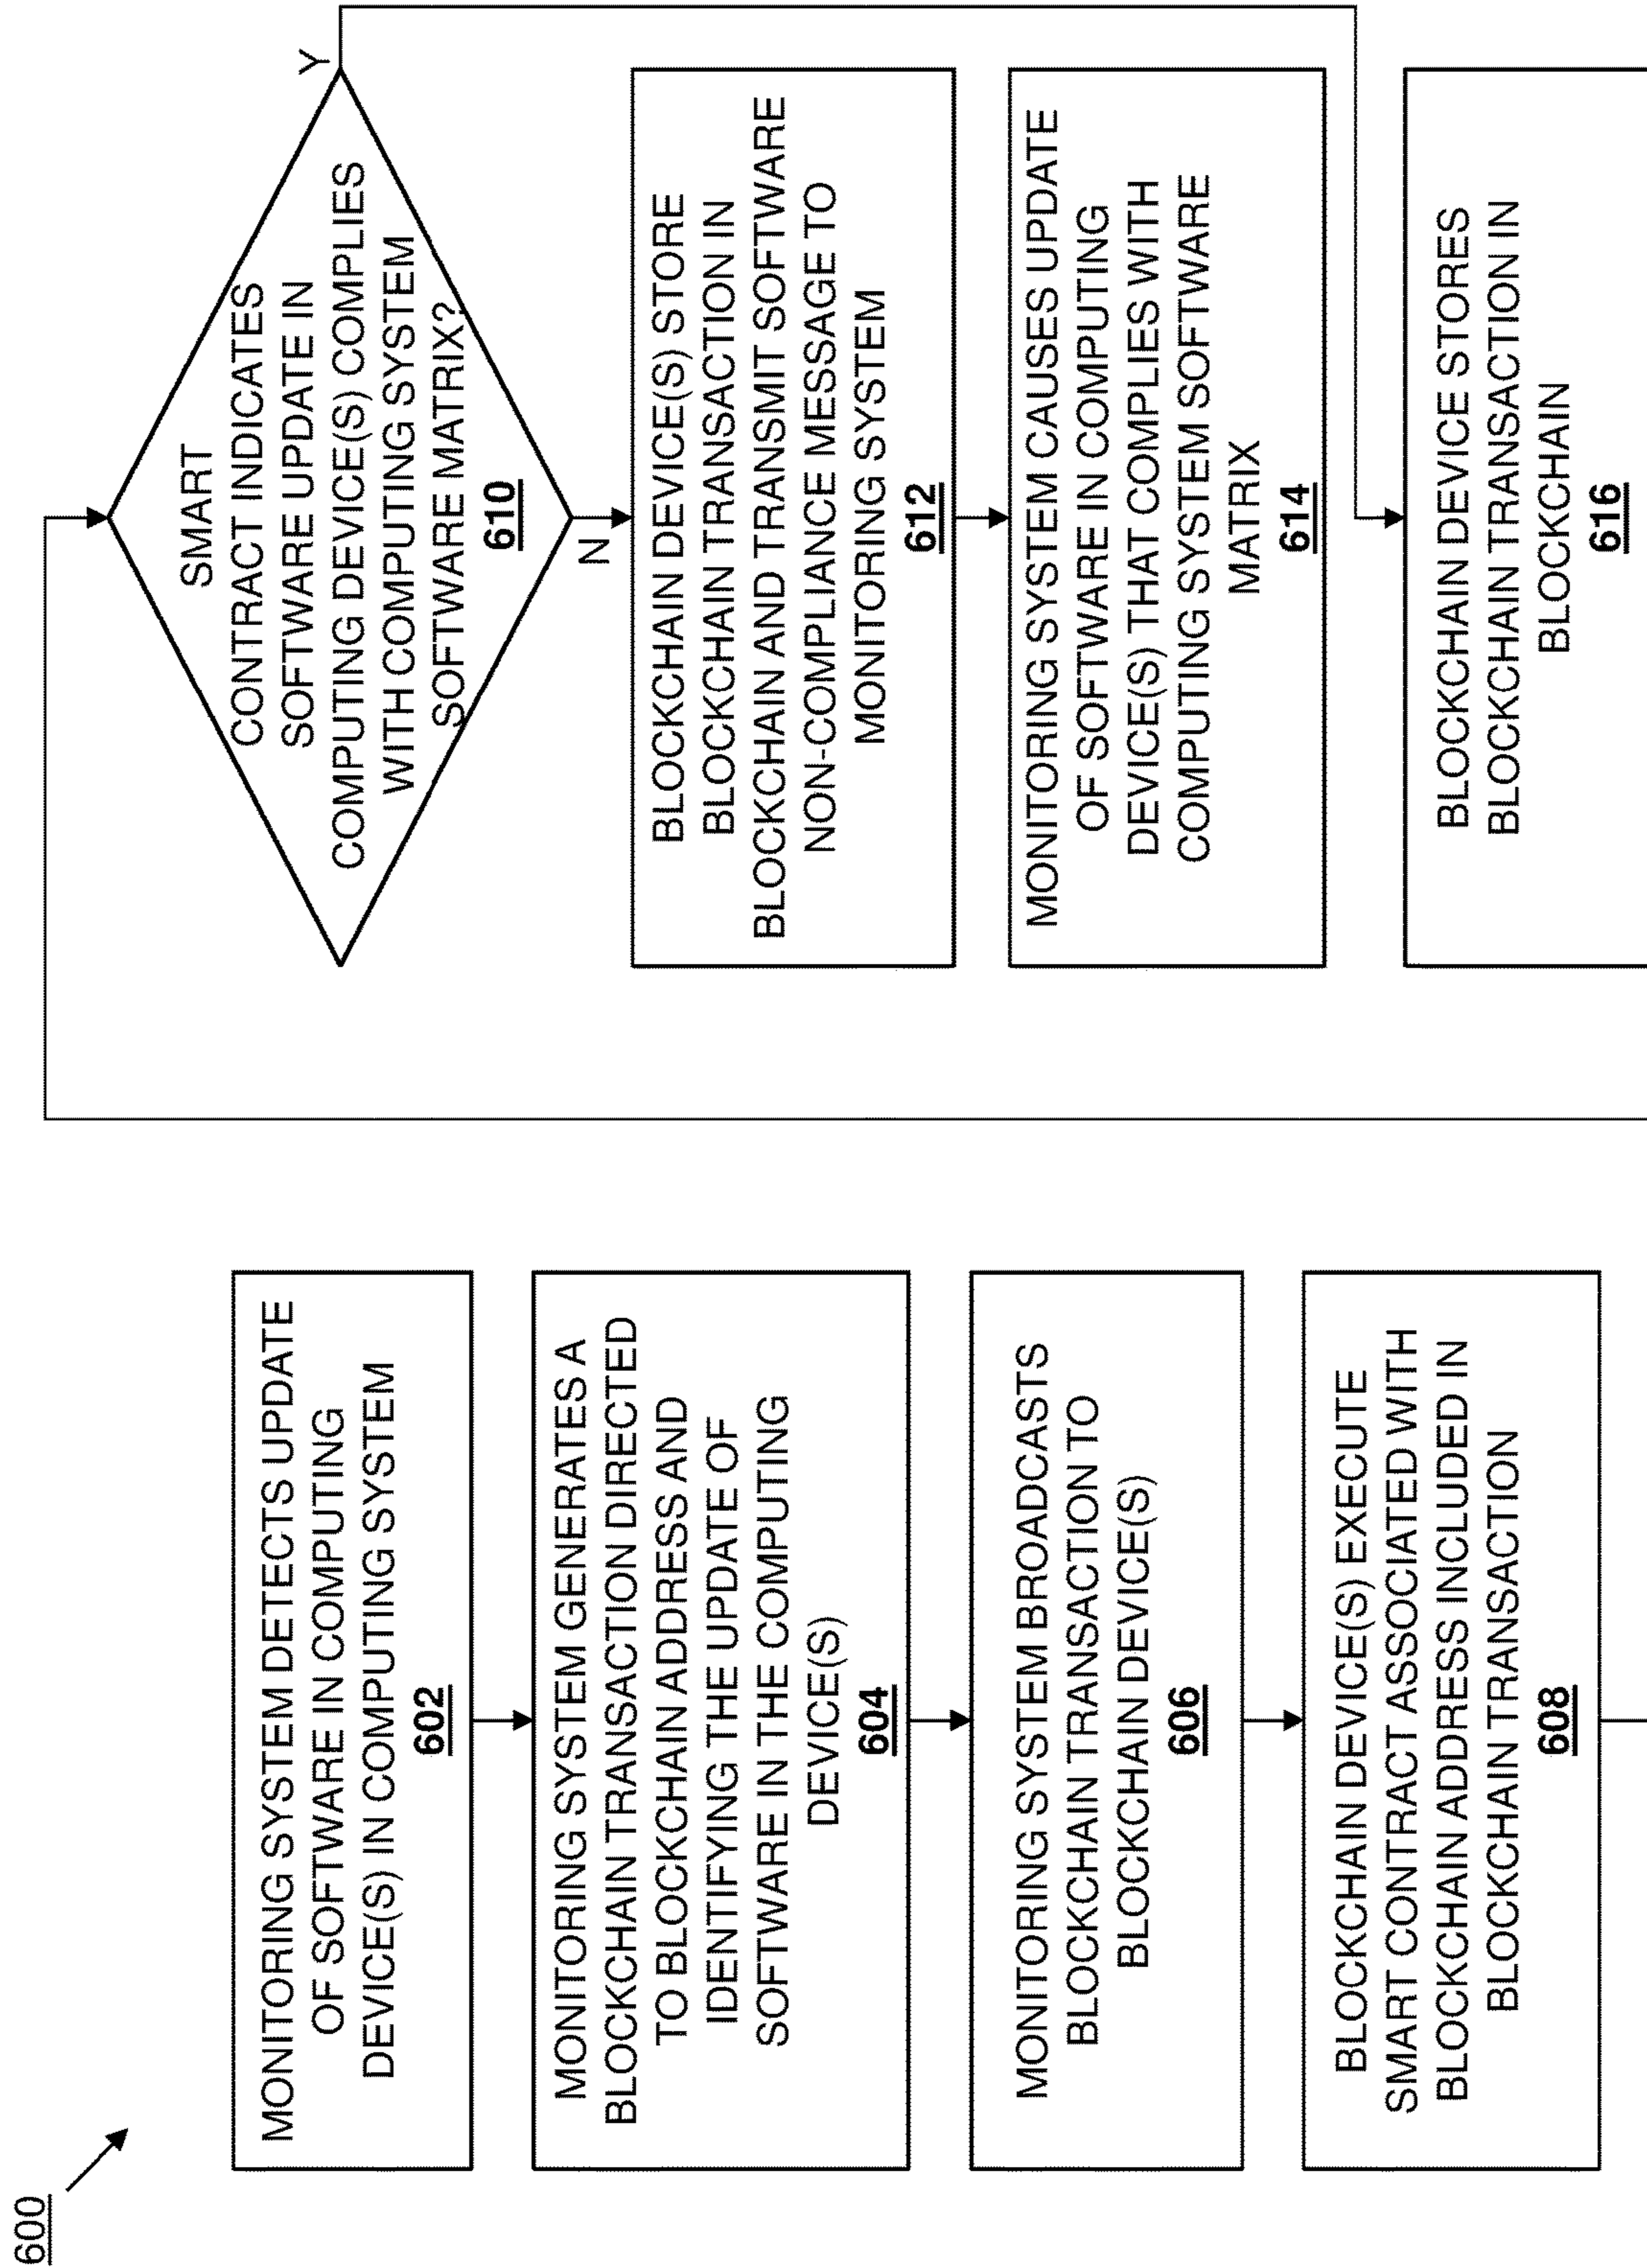 600
MONITORING SYSTEM DETECTS UPDATE
OF SOFTWARE IN COMPUTING
DEVICE(S) IN COMPUTING SYSTEM
602
MONITORING SYSTEM GENERATES A
BLOCKCHAIN TRANSACTION DIRECTED
TO BLOCKCHAIN ADDRESS AND
IDENTIFYING THE UPDATE OF
SOFTWARE IN THE COMPUTING
DEVICE(S)
604
MONITORING SYSTEM BROADCASTS
BLOCKCHAIN TRANSACTION TO
BLOCKCHAIN DEVICE(S)
606
BLOCKCHAIN DEVICE(S) EXECUTE
SMART CONTRACT ASSOCIATED WITH
BLOCKCHAIN ADDRESS INCLUDED IN
BLOCKCHAIN TRANSACTION
608
SMART
CONTRACT INDICATES
SOFTWARE UPDATE IN
COMPUTING DEVICE(S) COMPLIES
WITH COMPUTING SYSTEM
SOFTWARE MATRIX?
610
Y
N
BLOCKCHAIN DEVICE(S) STORE
BLOCKCHAIN TRANSACTION IN
BLOCKCHAIN AND TRANSMIT SOFTWARE
NON-COMPLIANCE MESSAGE TO
MONITORING SYSTEM
612
MONITORING SYSTEM CAUSES UPDATE
OF SOFTWARE IN COMPUTING
DEVICE(S) THAT COMPLIES WITH
COMPUTING SYSTEM SOFTWARE
MATRIX
614
BLOCKCHAIN DEVICE STORES
BLOCKCHAIN TRANSACTION IN
BLOCKCHAIN
616